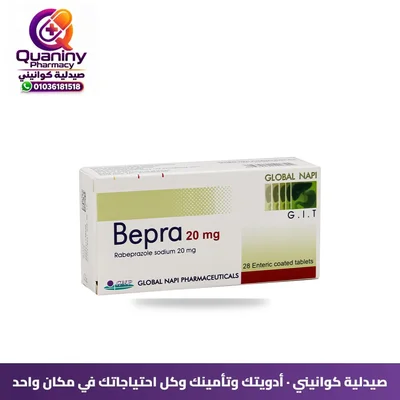 Quaniny
Pharmacy
صيدلية كوانيني
01036181518
GLOBAL NAPI
G.I.T
Bepra 20 mg
Rabeprazole sodium 20 mg
28 Enteric coated tablets
GLOBAL NAPI PHARMACEUTICALS
صيدلية كوانيني - أدويتك وتأمينك وكل احتياجاتك في مكان واحد